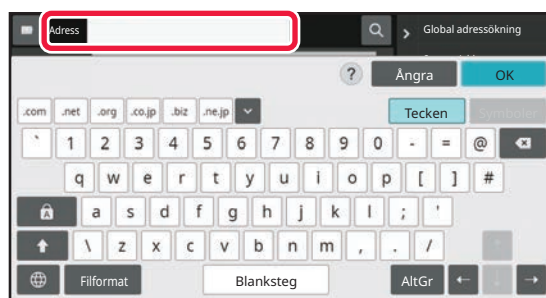 Adress
Global adressökning
? Ångra OK
.com .net .org .co.jp .biz .ne.jp Tecken Symboler
` 1 2 3 4 5 6 7 8 9 0 - = @
q w e r t y u i o p [ ] #
A a s d f g h j k l ; '
\ z x c v b n m , . /
Filformat Blanksteg AltGr